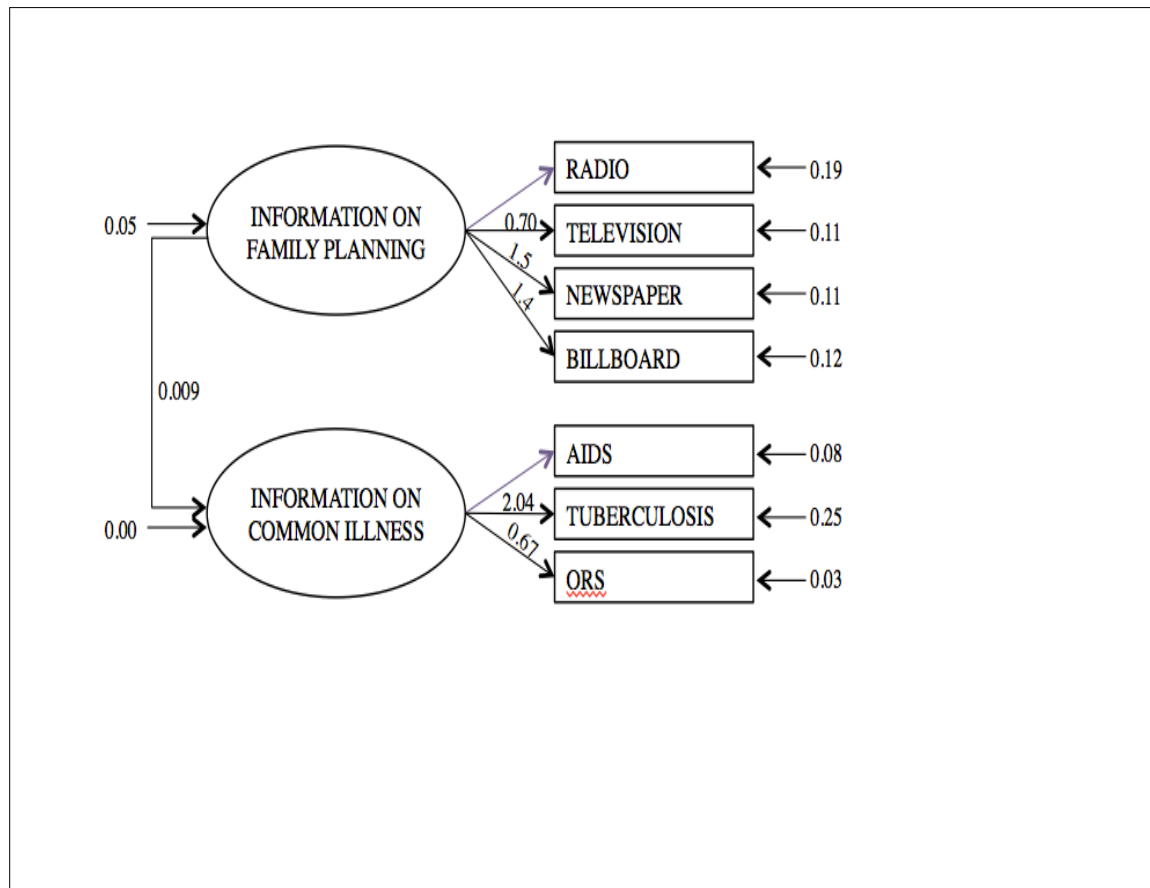 RADIO
0.19
0.05
INFORMATION ON
FAMILY PLANNING
0.70
TELEVISION
0.11
1.5
NEWSPAPER
0.11
1.4
BILLBOARD
0.12
0.009
AIDS
0.08
INFORMATION ON
COMMON ILLNESS
0.00
2.04
TUBERCULOSIS
0.25
0.67
ORS
0.03